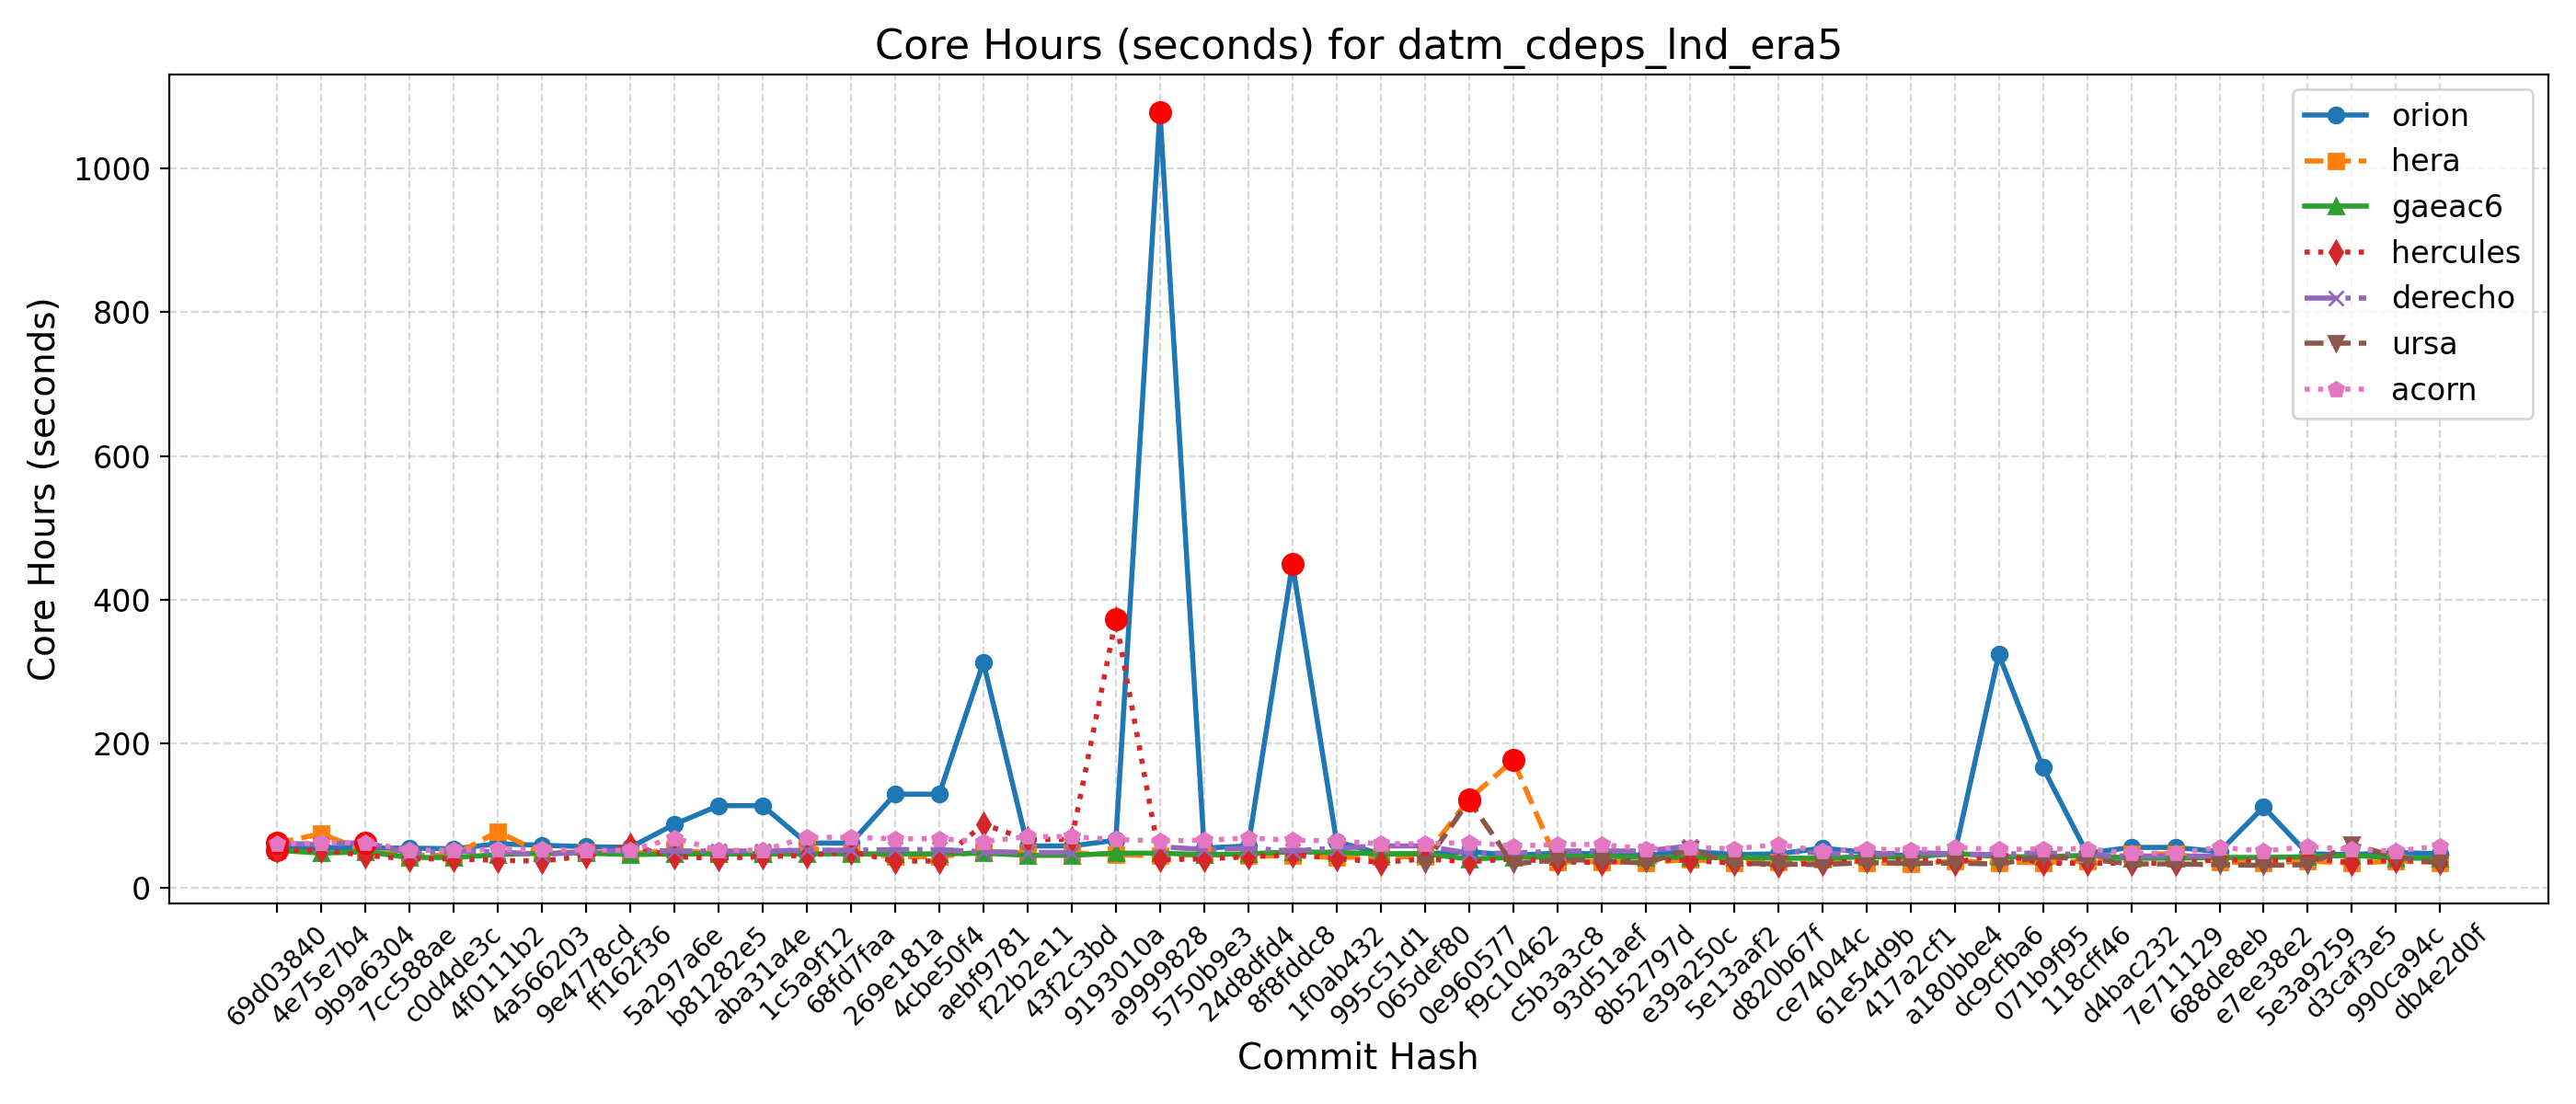 Core Hours (seconds) for datm_cdeps_lnd_era5
Core Hours (seconds)
1000
800
600
400
200
0
orion
hera
gaeac6
hercules
derecho
ursa
acorn
69d03840
4e75e7b4
9b9a6304
7cc588ae
c0d4de3c
4f0111b2
4a566203
9e4778cd
ff162f36
5a297a6e
b81282e5
aba31a4e
1c5a9f12
68fd7faa
269e181a
4cbe50f4
aebf9781
f22b2e11
43f2c3bd
9193010a
a9999828
5750b9e3
24d8dfd4
8f8fddc8
1f0ab432
995c51d1
065def80
0e960577
f9c10462
c5b3a3c8
93d51aef
8b52797d
e39a250c
5e13aaf2
d820b67f
ce74044c
61e54d9b
417a2cf1
a180bbe4
dc9cfba6
071b9f95
118cff46
d4bac232
7e711129
688de8eb
e7ee38e2
5e3a9259
d3caf3e5
990ca94c
db4e2d0f
Commit Hash